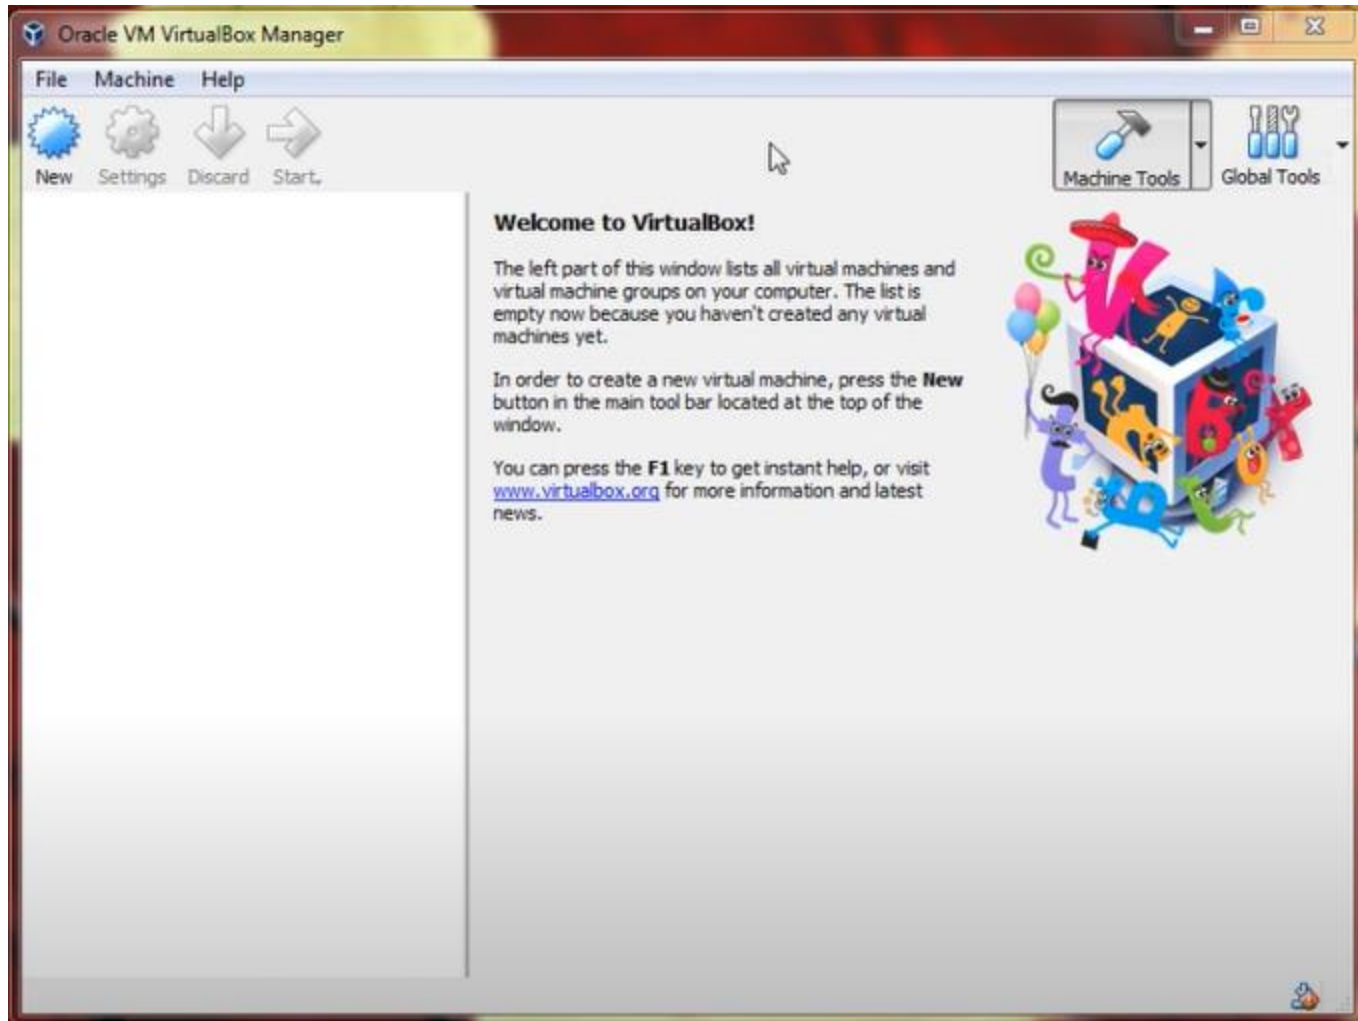 Oracle VM VirtualBox Manager
File Machine Help
New Settings Discard Start.
Machine Tools Global Tools
Welcome to VirtualBox!
The left part of this window lists all virtual machines and
virtual machine groups on your computer. The list is
empty now because you haven't created any virtual
machines yet.
In order to create a new virtual machine, press the New
button in the main tool bar located at the top of the
window.
You can press the F1 key to get instant help, or visit
www.virtualbox.org for more information and latest
news.